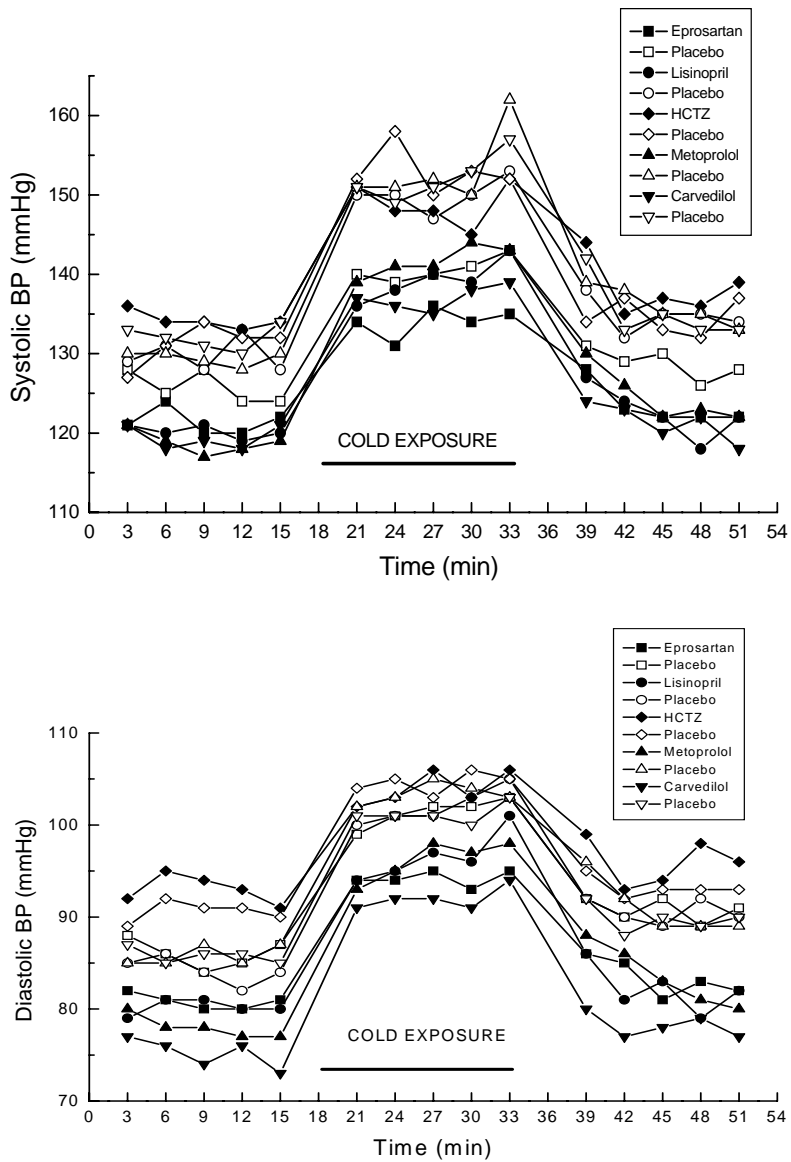 Eprosartan
Placebo
Lisinopril
Placebo
HCTZ
Placebo
Metoprolol
Placebo
Carvedilol
Placebo
160
150
140
130
120
110
Systolic BP (mmHg)
COLD EXPOSURE
0 3 6 9 12 15 18 21 24 27 30 33 36 39 42 45 48 51 54
Time (min)
Eprosartan
Placebo
Lisinopril
Placebo
HCTZ
Placebo
Metoprolol
Placebo
Carvedilol
Placebo
110
100
90
80
70
Diastolic BP (mmHg)
COLD EXPOSURE
0 3 6 9 12 15 18 21 24 27 30 33 36 39 42 45 48 51 54
Time (min)